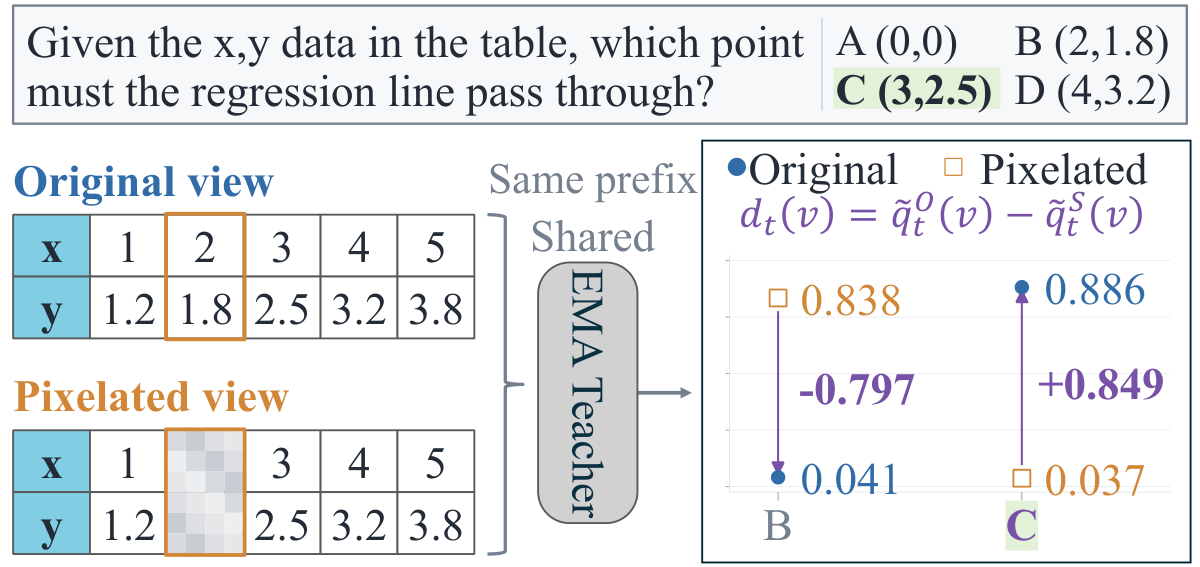 Given the x,y data in the table, which point
must the regression line pass through?
A (0,0) B (2,1.8)
C (3,2.5) D (4,3.2)
Original view
x 1 2 3 4 5
y 1.2 1.8 2.5 3.2 3.8
Pixelated view
x 1 3 4 5
y 1.2 2.5 3.2 3.8
Same prefix
Shared
EMA Teacher
Original Pixelated
d_t(v) = q̃_t^O(v) − q̃_t^S(v)
0.838 0.886
-0.797 +0.849
0.041 0.037
B C